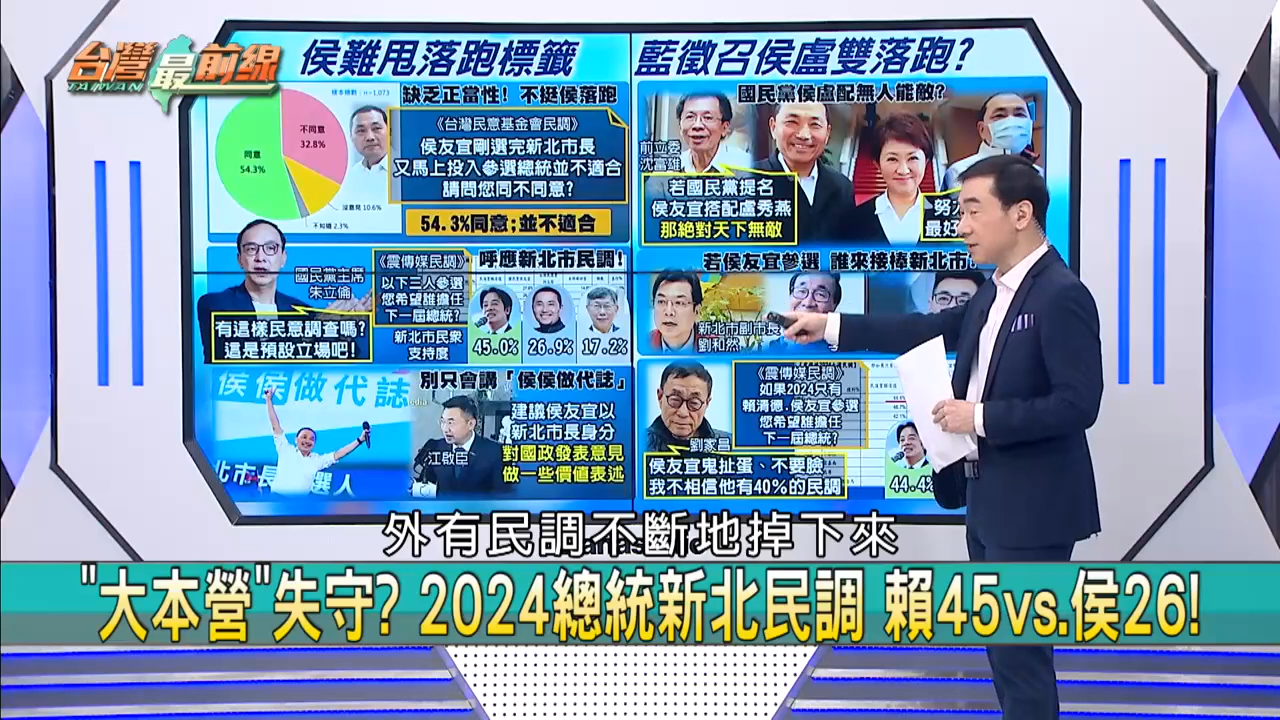 台灣最前線
TAIWAN
侯難甩落跑標籤
樣本總數:n=1,073
不同意
32.8%
同意
54.3%
沒意見 10.6%
不知道 2.3%
缺乏正當性! 不挺侯落跑
《台灣民意基金會民調》
侯友宜剛選完新北市長
又馬上投入參選總統並不適合
請問您同不同意?
54.3%同意;並不適合
國民黨主席
朱立倫
有這樣民意調查嗎?
這是預設立場吧!
呼應新北市民調!
《震傳媒民調》
以下三人參選
您希望誰擔任
下一屆總統?
新北市民眾
支持度
45.0%
26.9%
17.2%
侯侯做代誌
北市長
選人
別只會講「侯侯做代誌」
江啟臣
建議侯友宜以
新北市長身分
對國政發表意見
做一些價值表述
藍徵召侯盧雙落跑?
國民黨侯盧配無人能敵?
前立委
沈富雄
若國民黨提名
侯友宜搭配盧秀燕
那絕對天下無敵
努
最好
若侯友宜參選 誰來接棒新北市?
新北市副市長
劉和然
劉家昌
侯友宜鬼扯蛋、不要臉
我不相信他有40%的民調
《震傳媒民調》
如果2024只有
賴清德.侯友宜參選
您希望誰擔任
下一屆總統?
44.4%
外有民調不斷地掉下來
"大本營"失守? 2024總統新北民調 賴45vs.侯26!